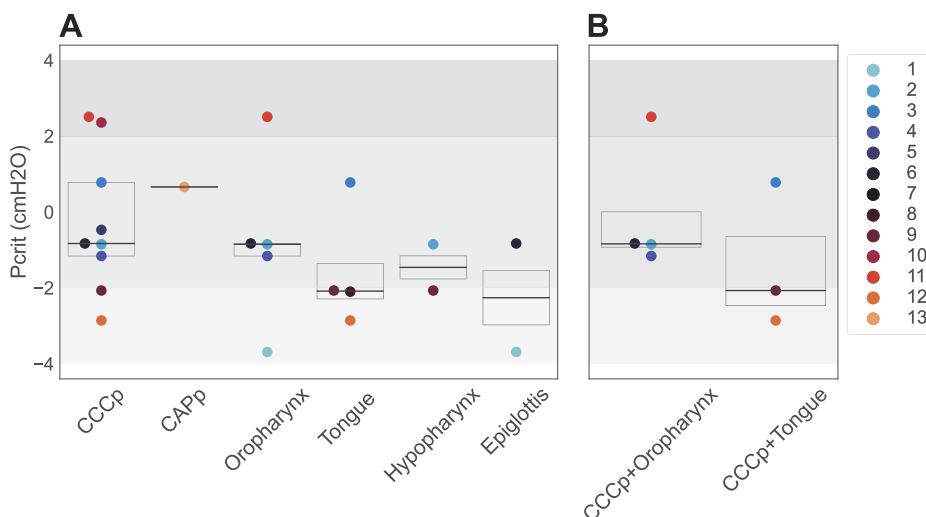 A
B
Pcrit (cmH2O)
4
2
0
−2
−4
CCCp
CAPp
Oropharynx
Tongue
Hypopharynx
Epiglottis
CCCp+Oropharynx
CCCp+Tongue
1
2
3
4
5
6
7
8
9
10
11
12
13